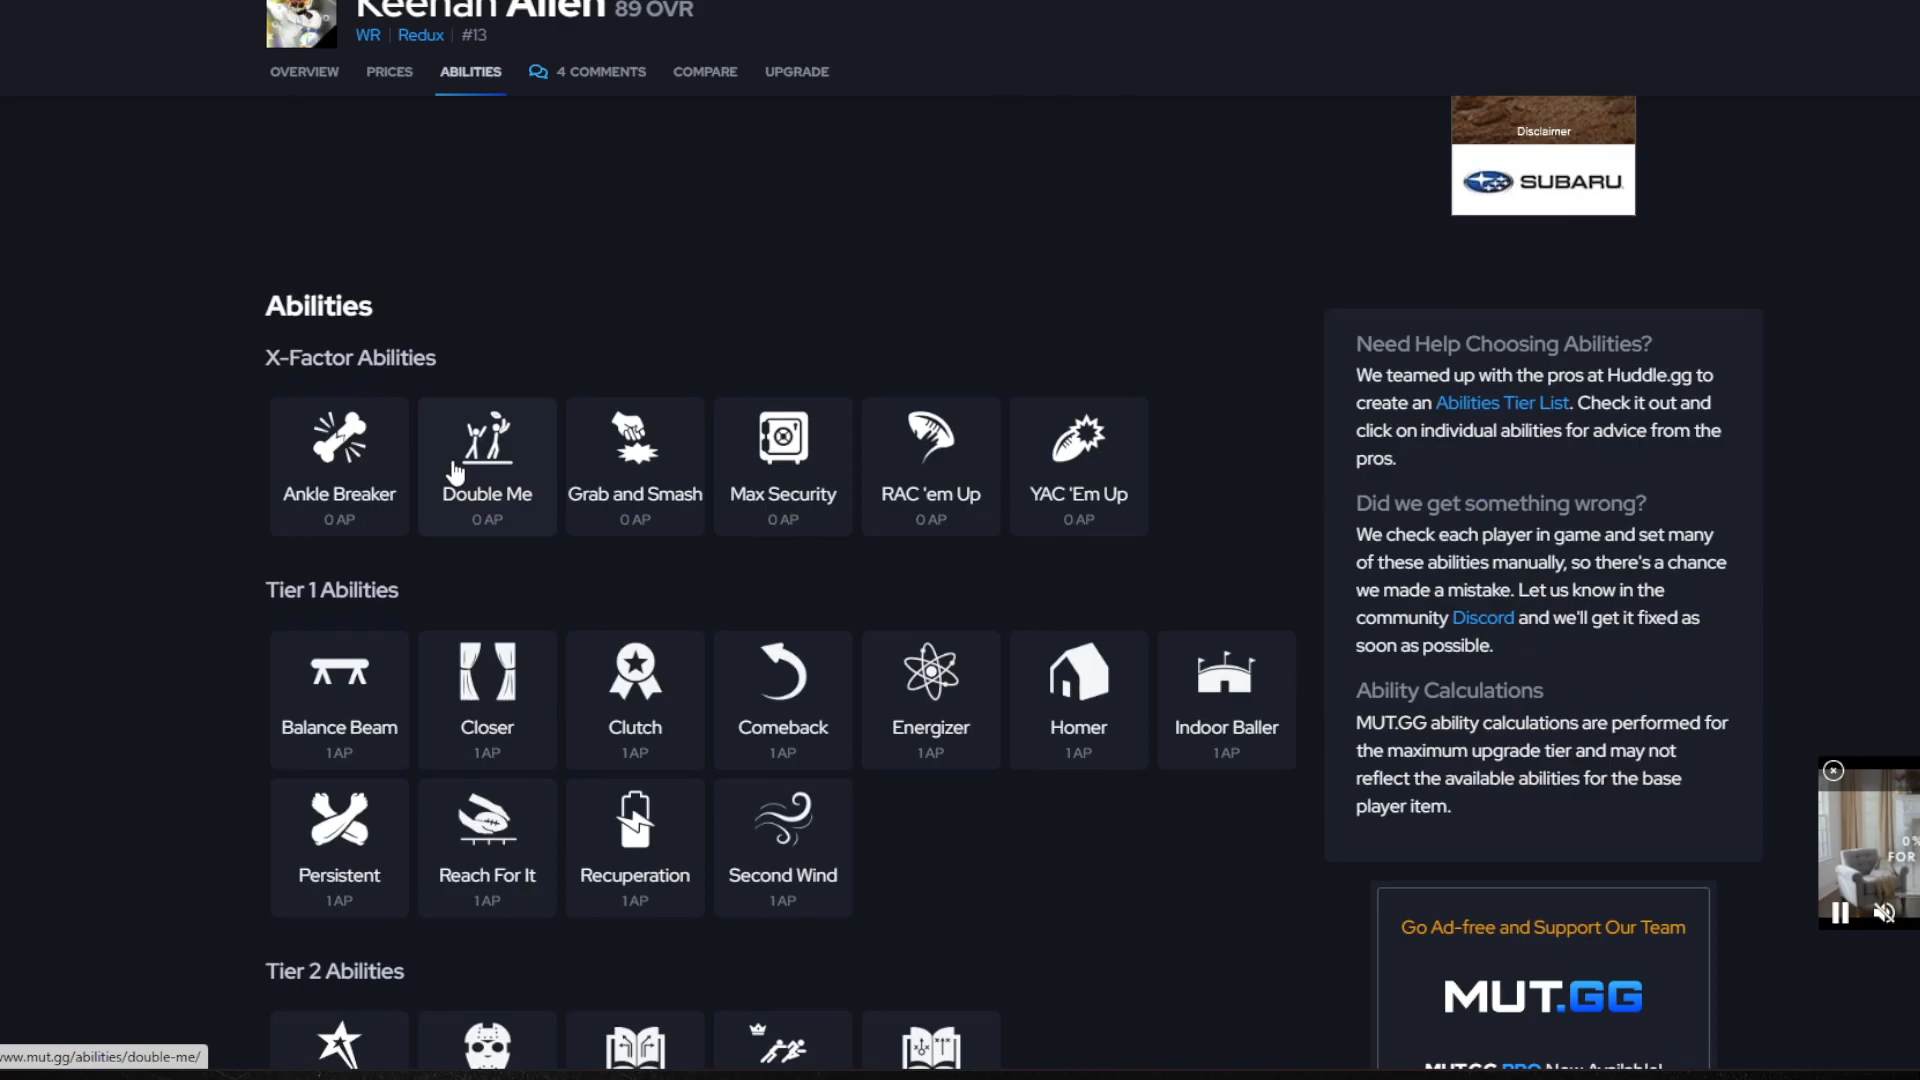 Keenan Allen 89 OVR
WR | Redux | #13
OVERVIEW PRICES ABILITIES 4 COMMENTS COMPARE UPGRADE
Disclaimer
SUBARU
Abilities
X-Factor Abilities
Ankle Breaker
0 AP
Double Me
0 AP
Grab and Smash
0 AP
Max Security
0 AP
RAC 'em Up
0 AP
YAC 'Em Up
0 AP
Tier 1 Abilities
Balance Beam
1 AP
Closer
1 AP
Clutch
1 AP
Comeback
1 AP
Energizer
1 AP
Homer
1 AP
Indoor Baller
1 AP
Persistent
1 AP
Reach For It
1 AP
Recuperation
1 AP
Second Wind
1 AP
Tier 2 Abilities
Need Help Choosing Abilities?
We teamed up with the pros at Huddle.gg to
create an Abilities Tier List. Check it out and
click on individual abilities for advice from the
pros.
Did we get something wrong?
We check each player in game and set many
of these abilities manually, so there's a chance
we made a mistake. Let us know in the
community Discord and we'll get it fixed as
soon as possible.
Ability Calculations
MUT.GG ability calculations are performed for
the maximum upgrade tier and may not
reflect the available abilities for the base
player item.
0%
FOR
Go Ad-free and Support Our Team
MUT.GG
MUT.GG PRO Now Available!
www.mut.gg/abilities/double-me/